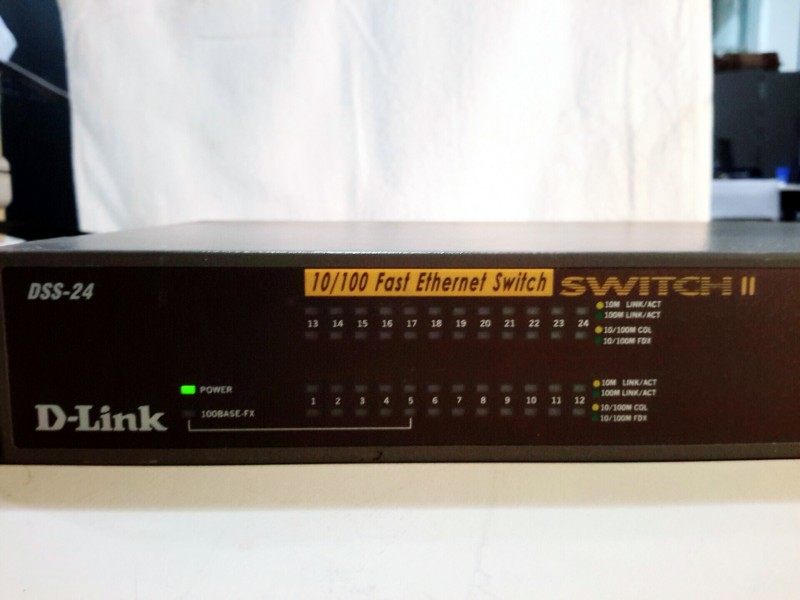 DSS-24
10/100 Fast Ethernet Switch SWITCH II
10M LINK/ACT
100M LINK/ACT
13 14 15 16 17 18 19 20 21 22 23 24
10/100M COL
10/100M FDX
POWER
10M LINK/ACT
100M LINK/ACT
D-Link
100BASE-FX
1 2 3 4 5 6 7 8 9 10 11 12
10/100M COL
10/100M FDX